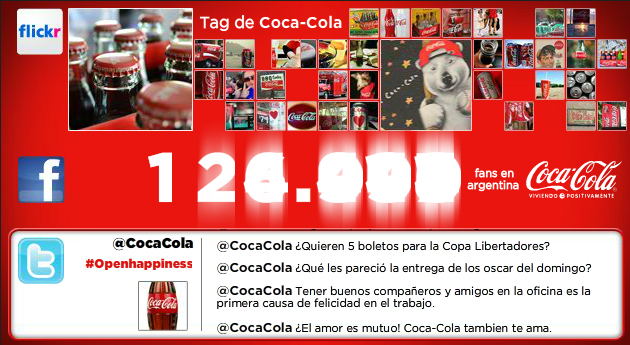 flickr
Tag de Coca-Cola
fans en
argentina
Coca-Cola
VIVIENDO POSITIVAMENTE
@CocaCola
#Openhappiness
@CocaCola ¿Quieren 5 boletos para la Copa Libertadores?
@CocaCola ¿Qué les pareció la entrega de los oscar del domingo?
@CocaCola Tener buenos compañeros y amigos en la oficina es la
primera causa de felicidad en el trabajo.
@CocaCola ¡El amor es mutuo! Coca-Cola tambien te ama.